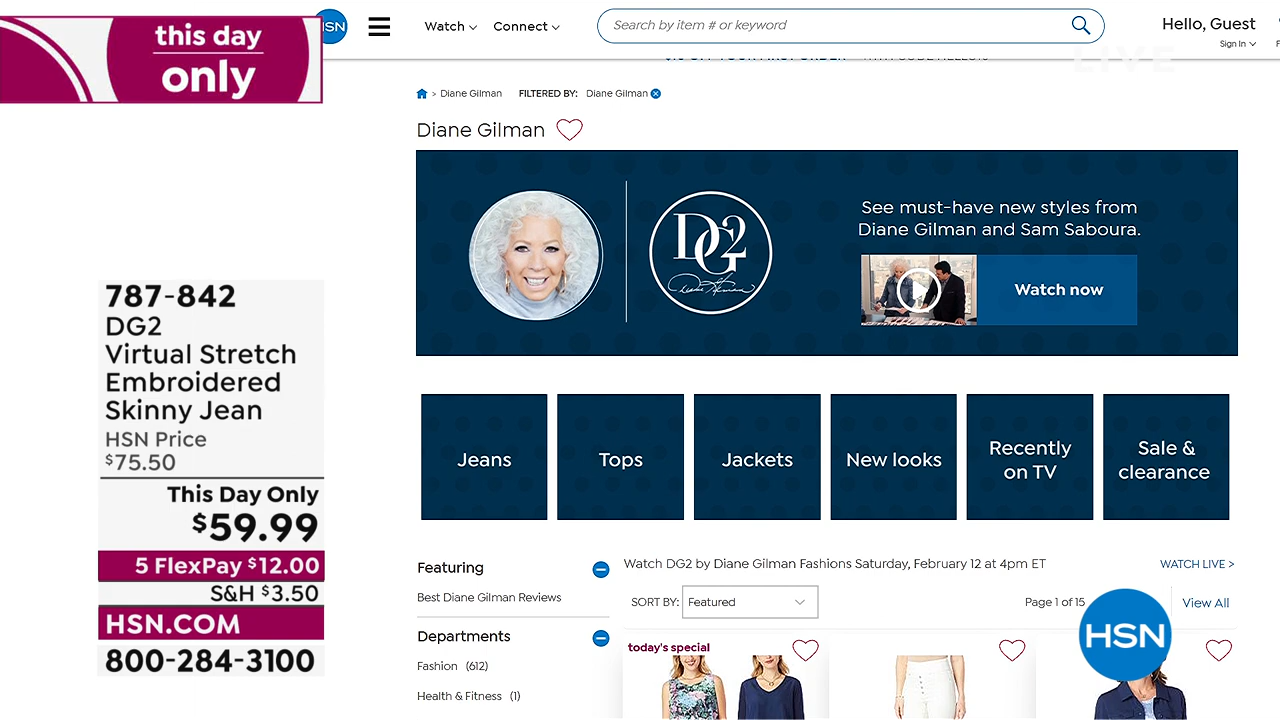 this day
only
HSN
Watch
Connect
Search by item # or keyword
Hello, Guest
Sign In
LIVE
> Diane Gilman
FILTERED BY: Diane Gilman
Diane Gilman
DG2
See must-have new styles from
Diane Gilman and Sam Saboura.
Watch now
787-842
DG2
Virtual Stretch
Embroidered
Skinny Jean
HSN Price
$75.50
This Day Only
$59.99
5 FlexPay $12.00
S&H $3.50
HSN.COM
800-284-3100
Jeans
Tops
Jackets
New looks
Recently
on TV
Sale &
clearance
Featuring
Best Diane Gilman Reviews
Departments
Fashion (612)
Health & Fitness (1)
Watch DG2 by Diane Gilman Fashions Saturday, February 12 at 4pm ET
WATCH LIVE >
SORT BY: Featured
Page 1 of 15
View All
today's special
HSN